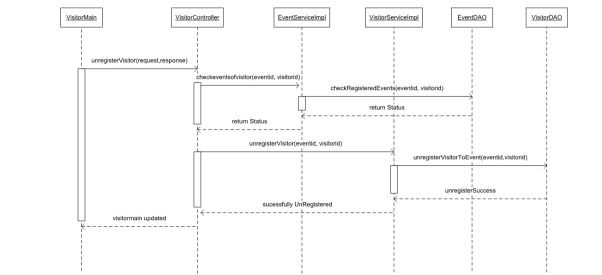 VisitorMain
VisitorController
EventServiceImpl
VisitorServiceImpl
EventDAO
VisitorDAO
unregisterVisitor(request,response)
checkeventsofvisitor(eventid, visitorid)
checkRegisteredEvents(eventid, visitorid)
return Status
return Status
unregisterVisitor(eventid, visitorid)
unregisterVisitorToEvent(eventid,visitorid)
unregisterSuccess
sucessfully UnRegistered
visitormain updated